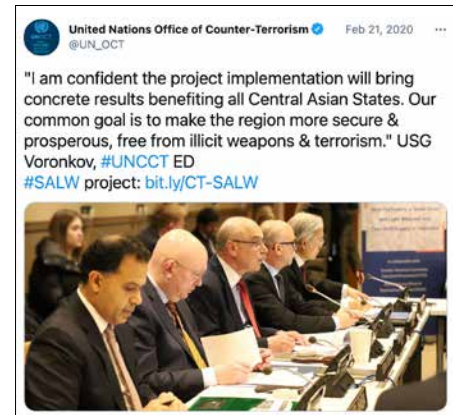 United Nations Office of Counter-Terrorism
Feb 21, 2020
@UN_OCT
"I am confident the project implementation will bring
concrete results benefiting all Central Asian States. Our
common goal is to make the region more secure &
prosperous, free from illicit weapons & terrorism." USG
Voronkov, #UNCCT ED
#SALW project: bit.ly/CT-SALW